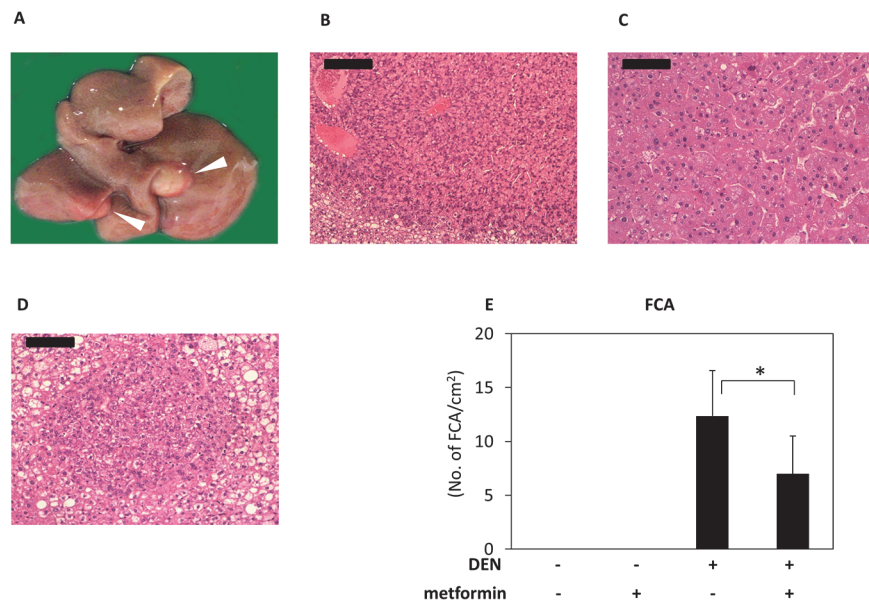 A
B
C
D
E
FCA
(No. of FCA/cm²)
20
15
10
5
0
*
DEN - - + +
metformin - + - +